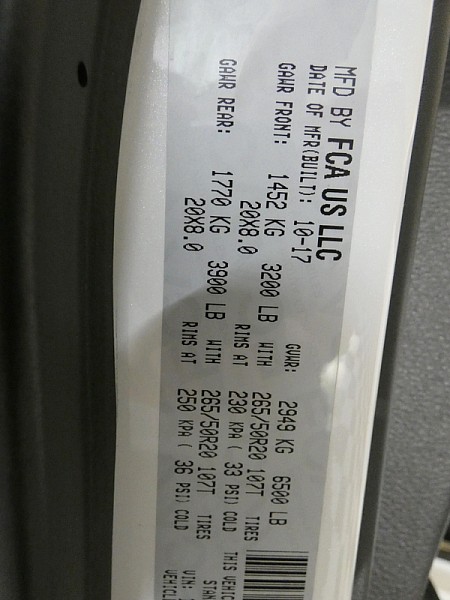 MFD BY FCA US LLC
DATE OF MFR(BUILT): 10-17 GVWR: 2949 KG 6500 LB
GAWR FRONT: 1452 KG 3200 LB WITH 265/50R20 107T TIRES
20X8.0 RIMS AT 230 KPA ( 33 PSI) COLD
GAWR REAR: 1770 KG 3900 LB WITH 265/50R20 107T TIRES
20X8.0 RIMS AT 250 KPA ( 36 PSI) COLD
THIS
VIN: